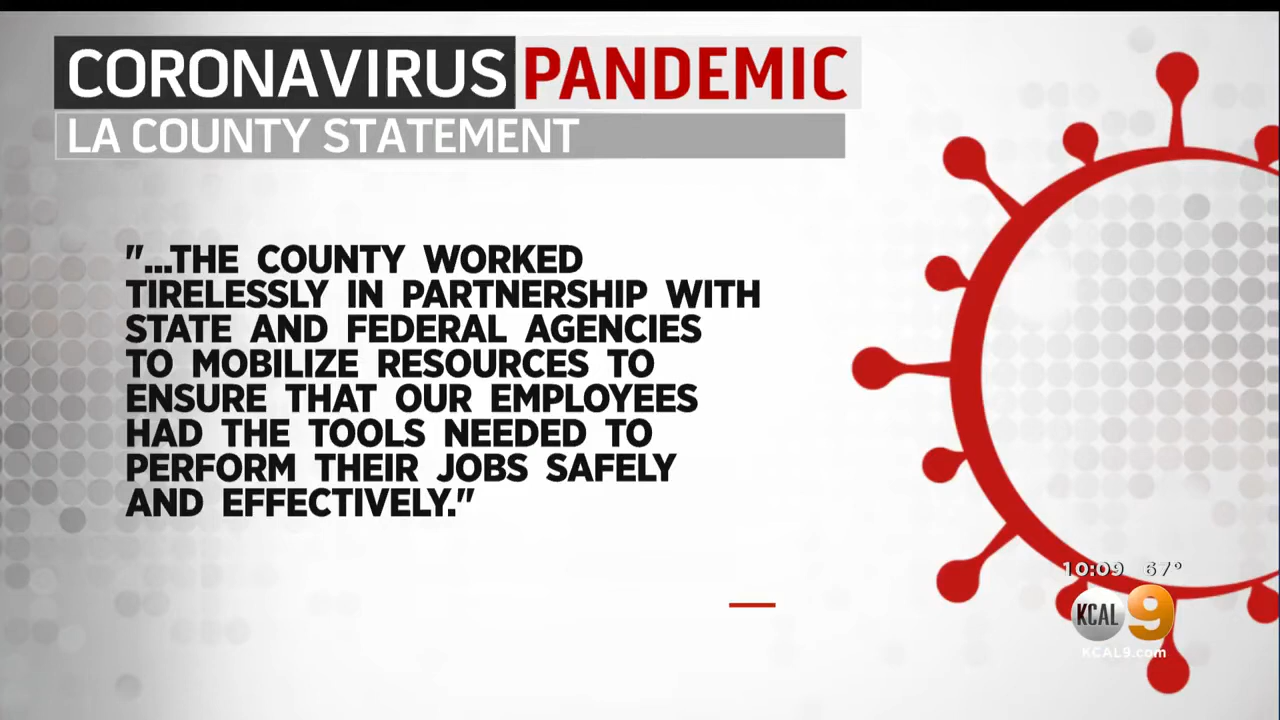 CORONAVIRUS PANDEMIC
LA COUNTY STATEMENT
"...THE COUNTY WORKED
TIRELESSLY IN PARTNERSHIP WITH
STATE AND FEDERAL AGENCIES
TO MOBILIZE RESOURCES TO
ENSURE THAT OUR EMPLOYEES
HAD THE TOOLS NEEDED TO
PERFORM THEIR JOBS SAFELY
AND EFFECTIVELY."
10:09 67°
KCAL 9
KCAL9.com